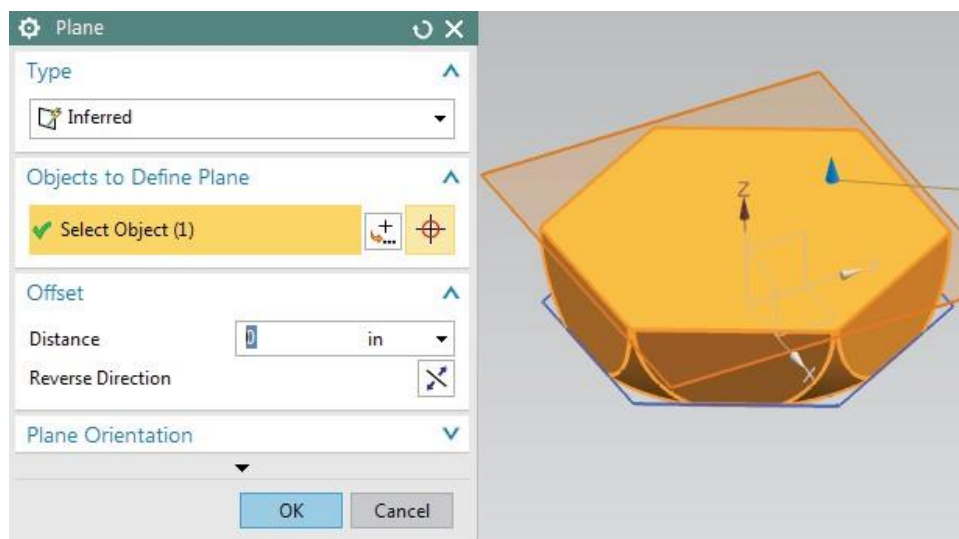 Plane
Type
Inferred
Objects to Define Plane
Select Object (1)
Offset
Distance 0 in
Reverse Direction
Plane Orientation
OK Cancel
Z
X